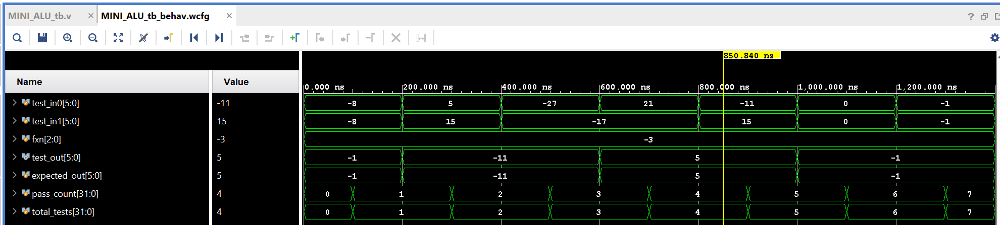 MINI_ALU_tb.v × MINI_ALU_tb_behav.wcfg × ?
850.840 ns
Name Value
0.000 ns 200.000 ns 400.000 ns 600.000 ns 800.000 ns 1,000.000 ns 1,200.000 ns
test_in0[5:0] -11 -8 5 -27 21 -11 0 -1
test_in1[5:0] 15 -8 15 -17 15 0 -1
fxn[2:0] -3 -3
test_out[5:0] 5 -1 -11 5 -1
expected_out[5:0] 5 -1 -11 5 -1
pass_count[31:0] 4 0 1 2 3 4 5 6 7
total_tests[31:0] 4 0 1 2 3 4 5 6 7